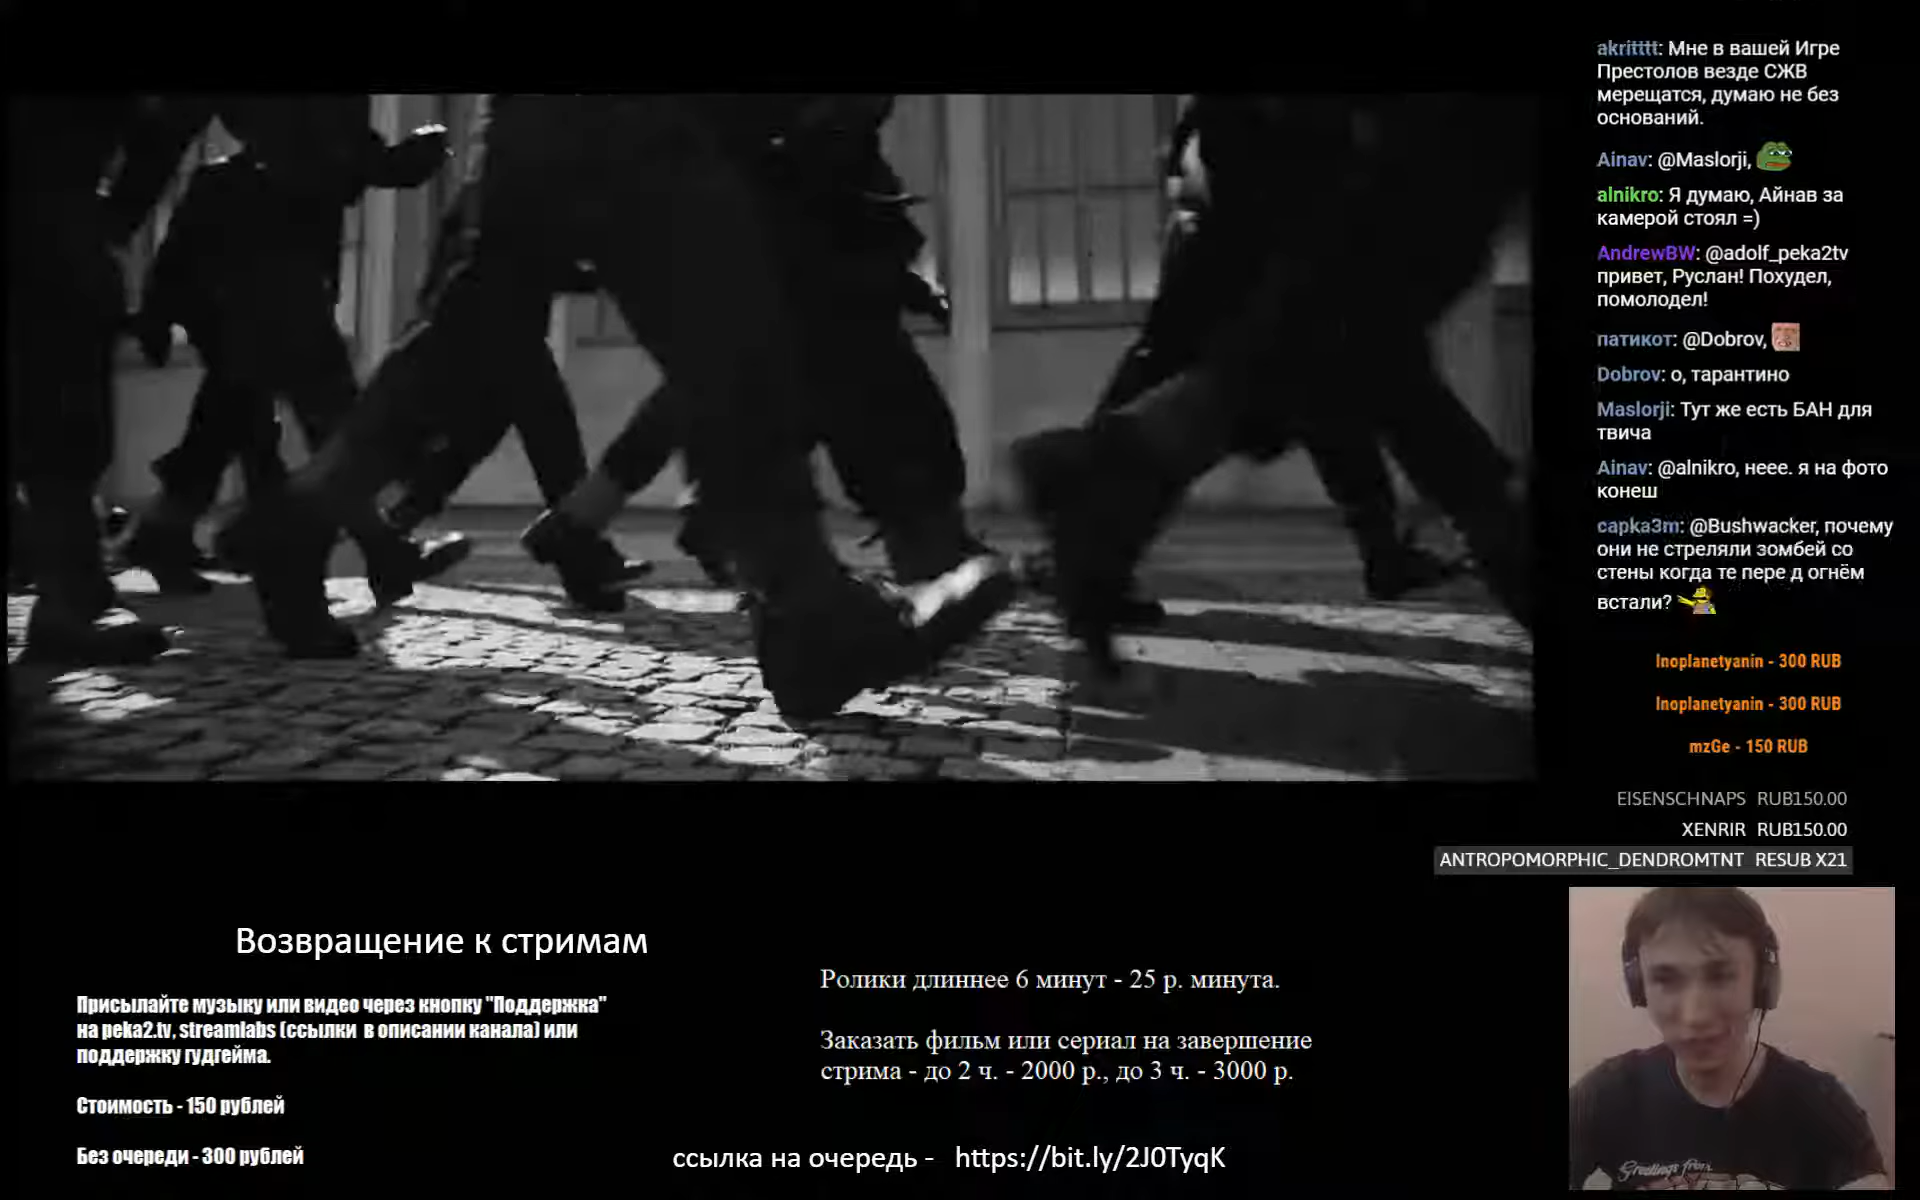 akritttt: Мне в вашей Игре
Престолов везде СЖВ
мерещатся, думаю не без
оснований.
Ainav: @Maslorji,
alnikro: Я думаю, Айнав за
камерой стоял =)
AndrewBW: @adolf_peka2tv
привет, Руслан! Похудел,
помолодел!
патикот: @Dobrov,
Dobrov: о, тарантино
Maslorji: Тут же есть БАН для
твича
Ainav: @alnikro, неее. я на фото
конеш
capka3m: @Bushwacker, почему
они не стреляли зомбей со
стены когда те пере д огнём
встали?
Inoplanetyanin - 300 RUB
Inoplanetyanin - 300 RUB
mzGe - 150 RUB
EISENSCHNAPS RUB150.00
XENRIR RUB150.00
ANTROPOMORPHIC_DENDROMTNT RESUB X21
Возвращение к стримам
Присылайте музыку или видео через кнопку "Поддержка"
на peka2.tv, streamlabs (ссылки в описании канала) или
поддержку гудгейма.
Стоимость - 150 рублей
Без очереди - 300 рублей
Ролики длиннее 6 минут - 25 р. минута.
Заказать фильм или сериал на завершение
стрима - до 2 ч. - 2000 р., до 3 ч. - 3000 р.
ссылка на очередь - https://bit.ly/2J0TyqK
Greetings from